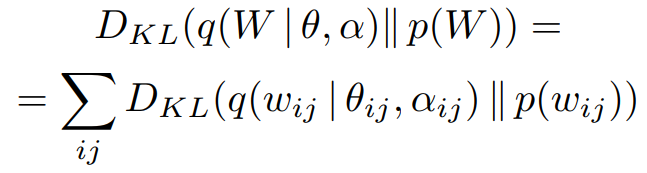 D_{KL}(q(W | θ, α)‖ p(W)) =
= ∑_{ij} D_{KL}(q(w_{ij} | θ_{ij}, α_{ij}) ‖ p(w_{ij}))